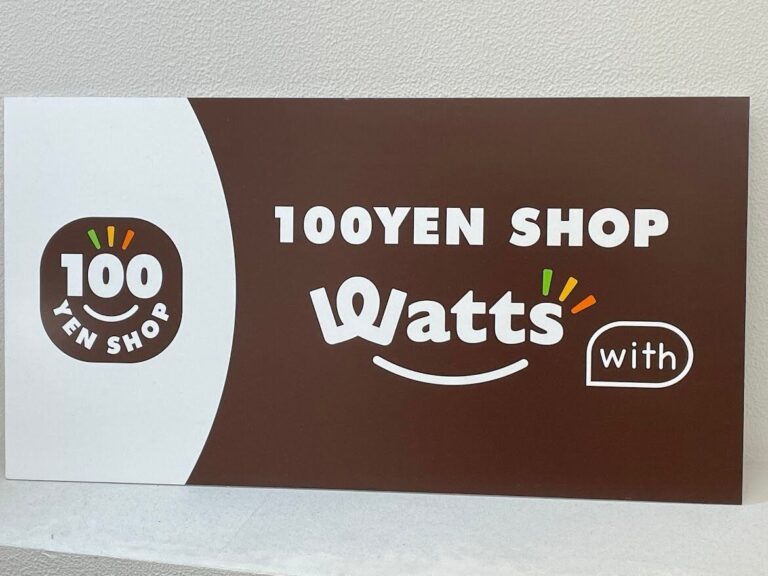 100
YEN SHOP
100YEN SHOP
Watts
with